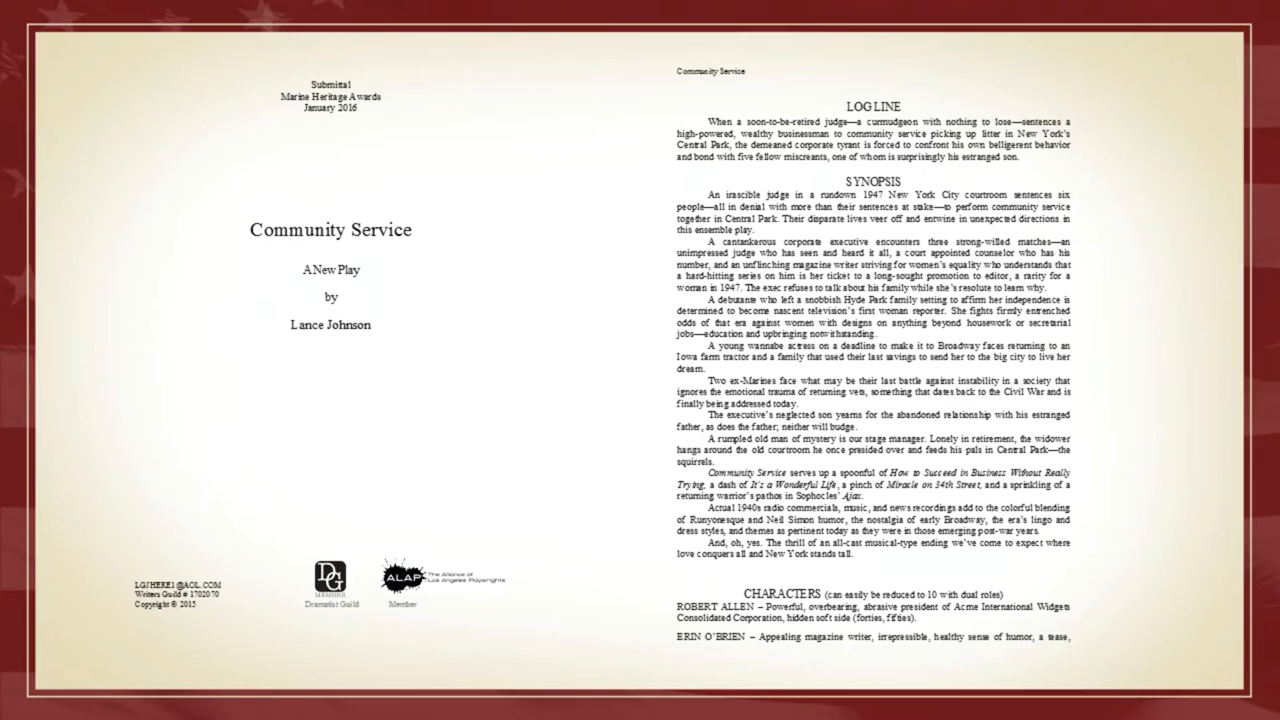 Submittal
Marine Heritage Awards
January 2016
Community Service
A New Play
by
Lance Johnson
LGJHERE1@AOL.COM
Writers Guild # 1702070
Copyright © 2015
DG
MEMBER
Dramatist Guild
ALAP
The Alliance of
Los Angeles Playwrights
Member
Community Service
LOG LINE
When a soon-to-be-retired judge—a curmudgeon with nothing to lose—sentences a
high-powered, wealthy businessman to community service picking up litter in New York's
Central Park, the demeaned corporate tyrant is forced to confront his own belligerent behavior
and bond with five fellow miscreants, one of whom is surprisingly his estranged son.
SYNOPSIS
An irascible judge in a rundown 1947 New York City courtroom sentences six
people—all in denial with more than their sentences at stake—to perform community service
together in Central Park. Their disparate lives veer off and entwine in unexpected directions in
this ensemble play.
A cantankerous corporate executive encounters three strong-willed matches—an
unimpressed judge who has seen and heard it all, a court appointed counselor who has his
number, and an unflinching magazine writer striving for women's equality who understands that
a hard-hitting series on him is her ticket to a long-sought promotion to editor, a rarity for a
woman in 1947. The exec refuses to talk about his family while she's resolute to learn why.
A debutante who left a snobbish Hyde Park family setting to affirm her independence is
determined to become nascent television's first woman reporter. She fights firmly entrenched
odds of that era against women with designs on anything beyond housework or secretarial
jobs—education and upbringing notwithstanding.
A young wannabe actress on a deadline to make it to Broadway faces returning to an
Iowa farm tractor and a family that used their last savings to send her to the big city to live her
dream.
Two ex-Marines face what may be their last battle against instability in a society that
ignores the emotional trauma of returning vets, something that dates back to the Civil War and is
finally being addressed today.
The executive's neglected son yearns for the abandoned relationship with his estranged
father, as does the father; neither will budge.
A rumpled old man of mystery is our stage manager. Lonely in retirement, the widower
hangs around the old courtroom he once presided over and feeds his pals in Central Park—the
squirrels.
Community Service serves up a spoonful of How to Succeed in Business Without Really
Trying, a dash of It's a Wonderful Life, a pinch of Miracle on 34th Street, and a sprinkling of a
returning warrior's pathos in Sophocles' Ajax.
Actual 1940s radio commercials, music, and news recordings add to the colorful blending
of Runyonesque and Neil Simon humor, the nostalgia of early Broadway, the era's lingo and
dress styles, and themes as pertinent today as they were in those emerging post-war years.
And, oh, yes. The thrill of an all-cast musical-type ending we've come to expect where
love conquers all and New York stands tall.
CHARACTERS (can easily be reduced to 10 with dual roles)
ROBERT ALLEN – Powerful, overbearing, abrasive president of Acme International Widgets
Consolidated Corporation, hidden soft side (forties, fifties).
ERIN O'BRIEN – Appealing magazine writer, irrepressible, healthy sense of humor, a tease,